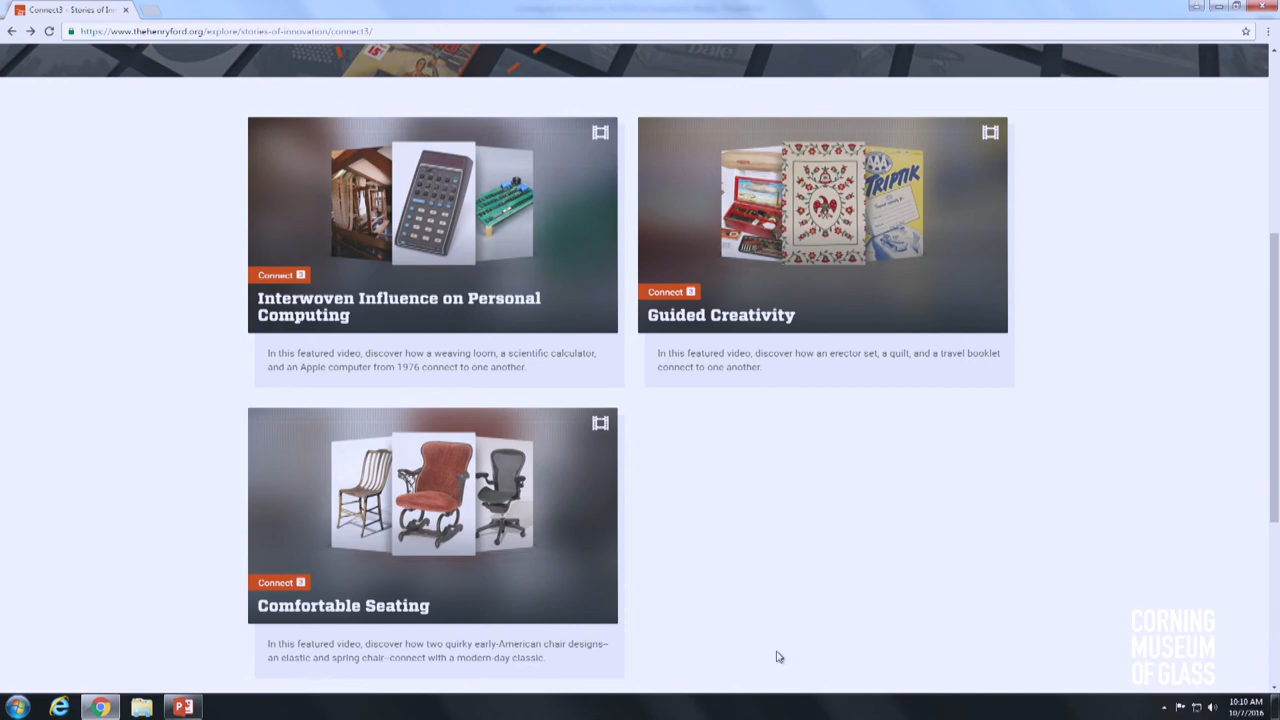 Connect3 - Stories of Inn
https://www.thehenryford.org/explore/stories-of-innovation/connect3/
15¢
Dale
Connect 3
Interwoven Influence on Personal
Computing
In this featured video, discover how a weaving loom, a scientific calculator,
and an Apple computer from 1976 connect to one another.
AAA
TRIPTIK
Connect 3
Guided Creativity
In this featured video, discover how an erector set, a quilt, and a travel booklet
connect to one another.
Connect 3
Comfortable Seating
In this featured video, discover how two quirky early-American chair designs--
an elastic and spring chair--connect with a modern-day classic.
CORNING
MUSEUM
OF GLASS
10:10 AM
10/7/2016